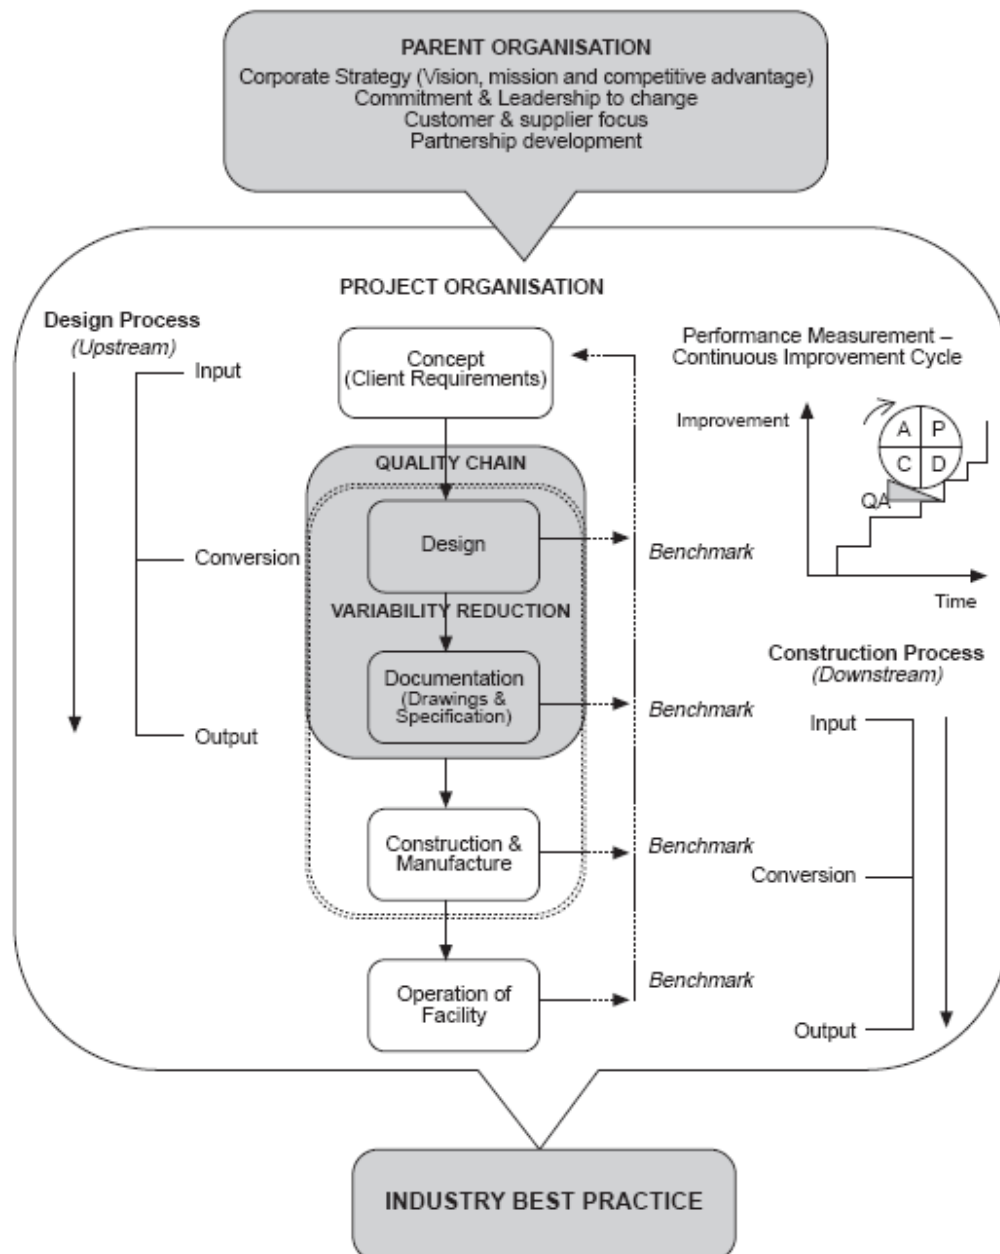 PARENT ORGANISATION
Corporate Strategy (Vision, mission and competitive advantage)
Commitment & Leadership to change
Customer & supplier focus
Partnership development
PROJECT ORGANISATION
Design Process
(Upstream)
Input
Conversion
Output
Concept
(Client Requirements)
QUALITY CHAIN
Design
VARIABILITY REDUCTION
Documentation
(Drawings &
Specification)
Construction &
Manufacture
Operation of
Facility
Benchmark
Benchmark
Benchmark
Benchmark
Performance Measurement –
Continuous Improvement Cycle
Improvement
A P
C D
QA
Time
Construction Process
(Downstream)
Input
Conversion
Output
INDUSTRY BEST PRACTICE